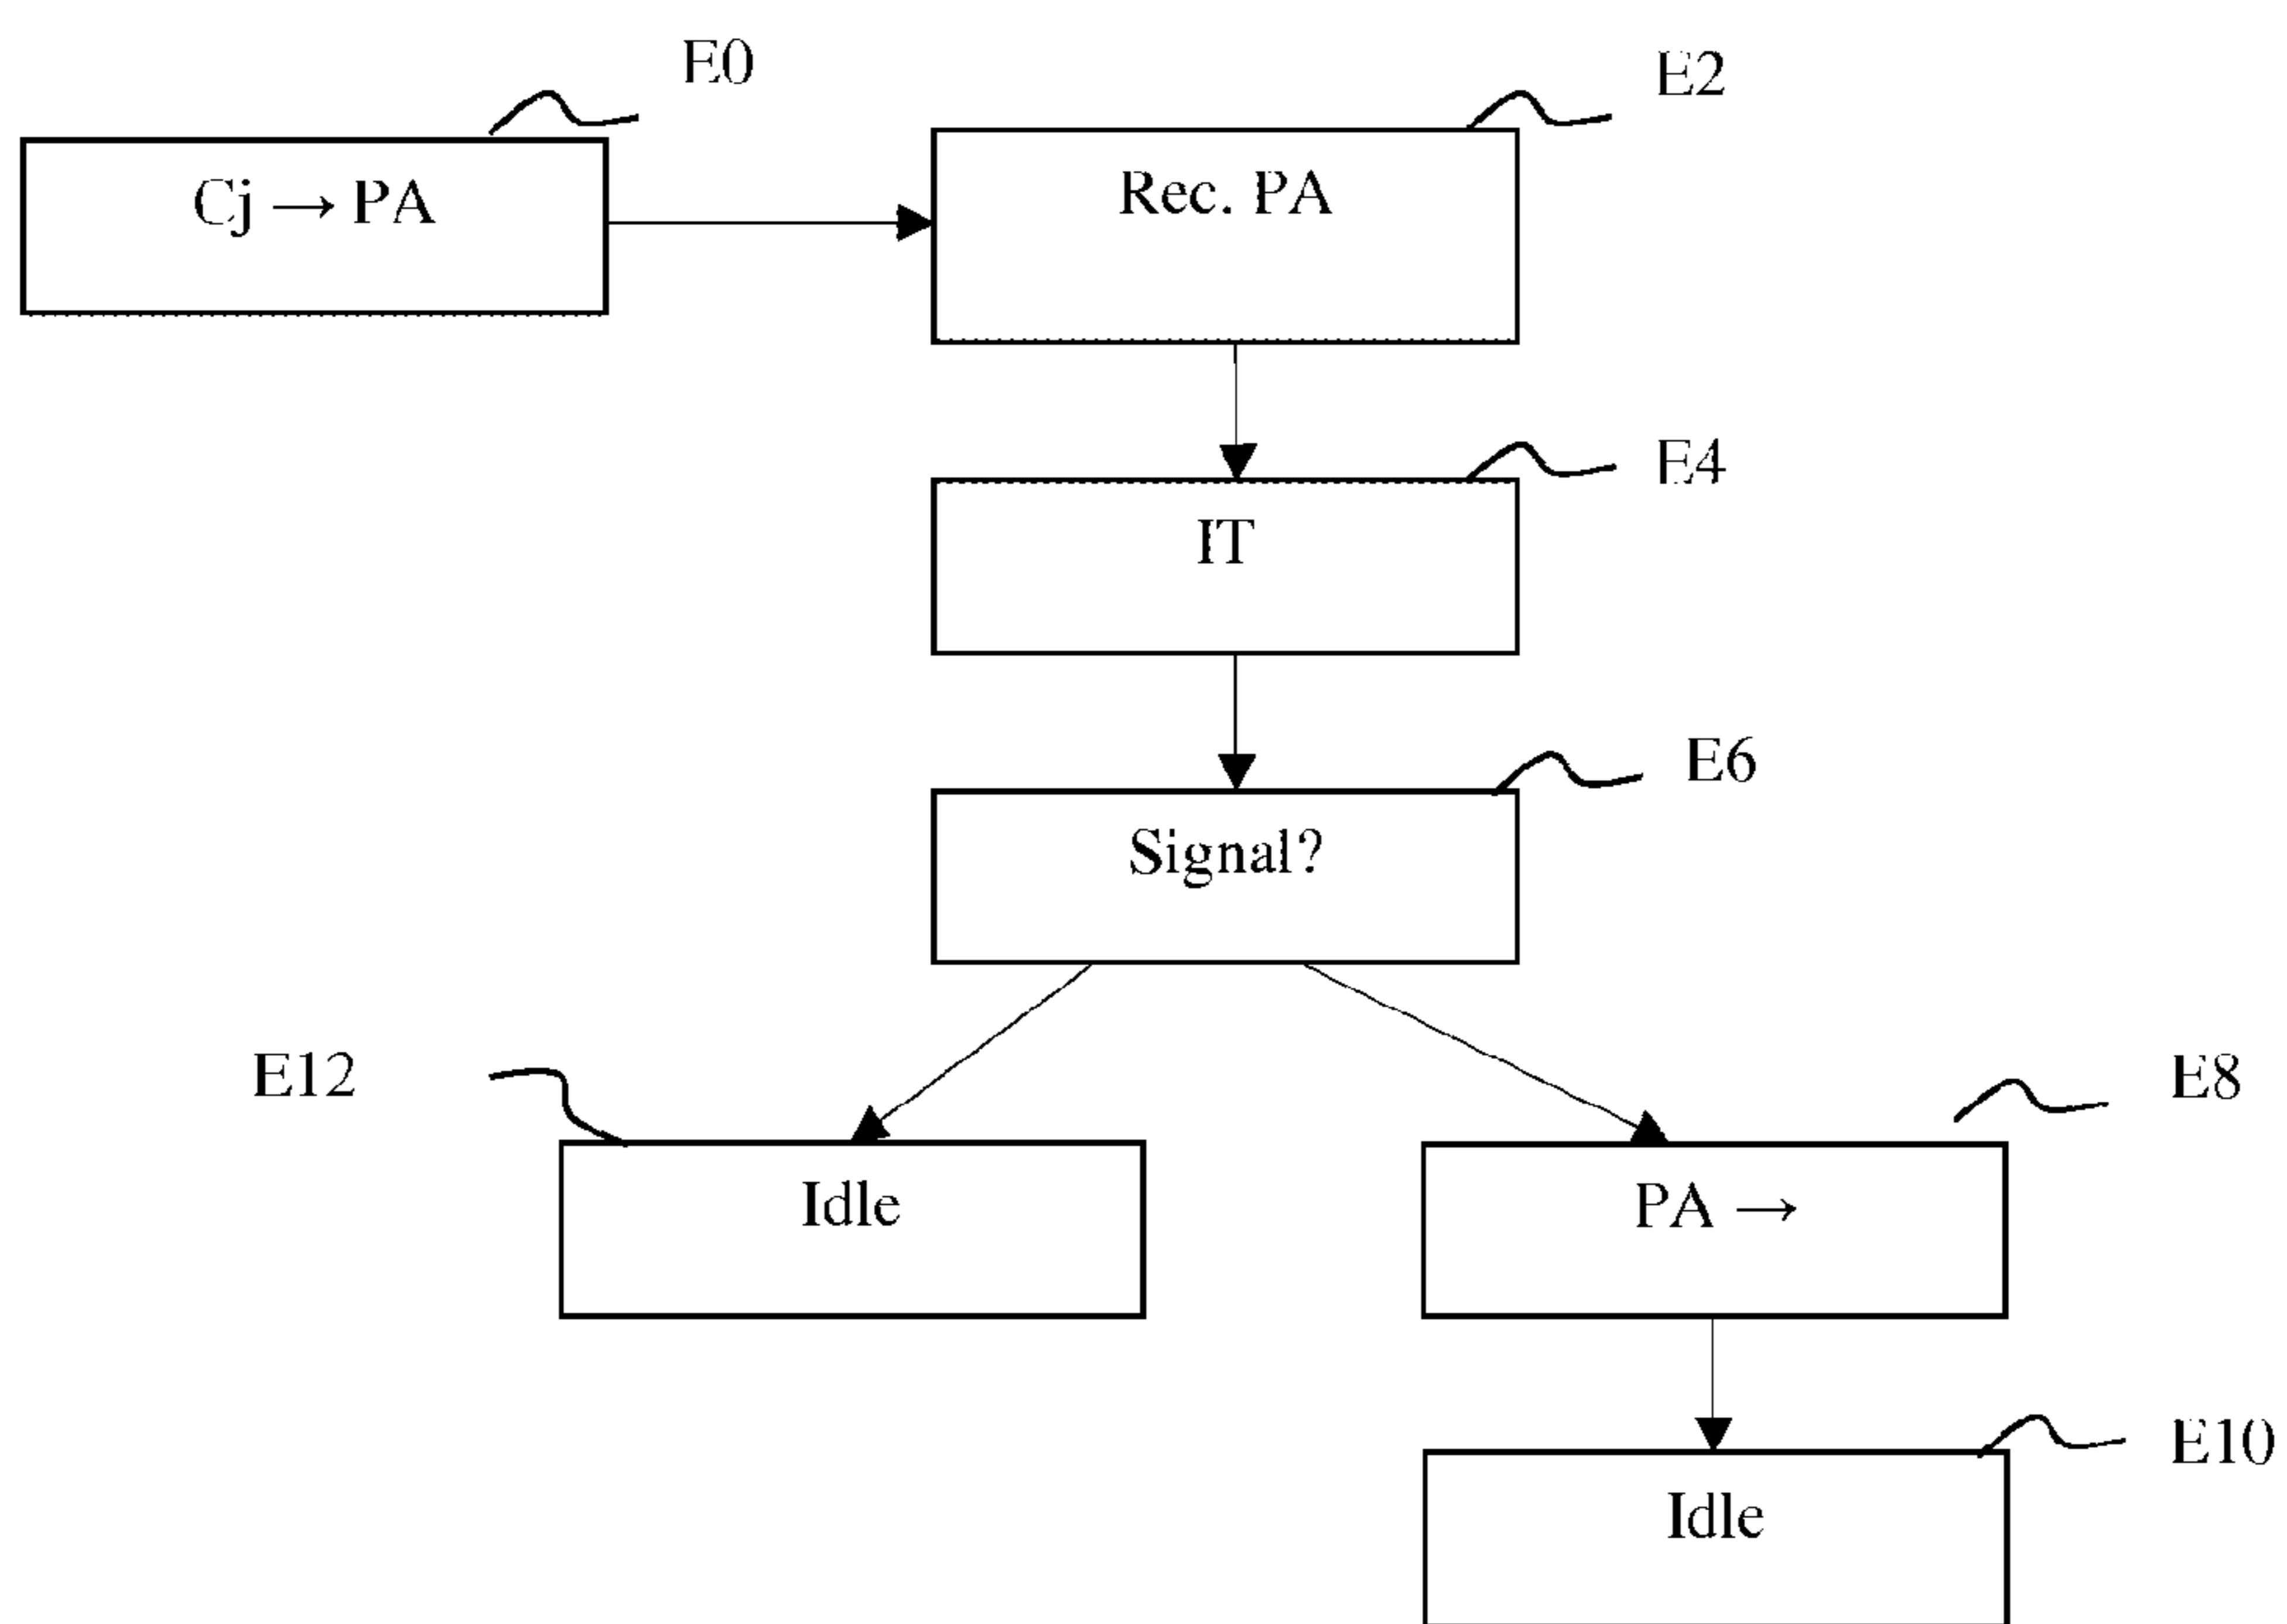 E0
E2
Cj → PA
Rec. PA
E4
IT
E6
Signal?
E12
E8
Idle
PA →
E10
Idle